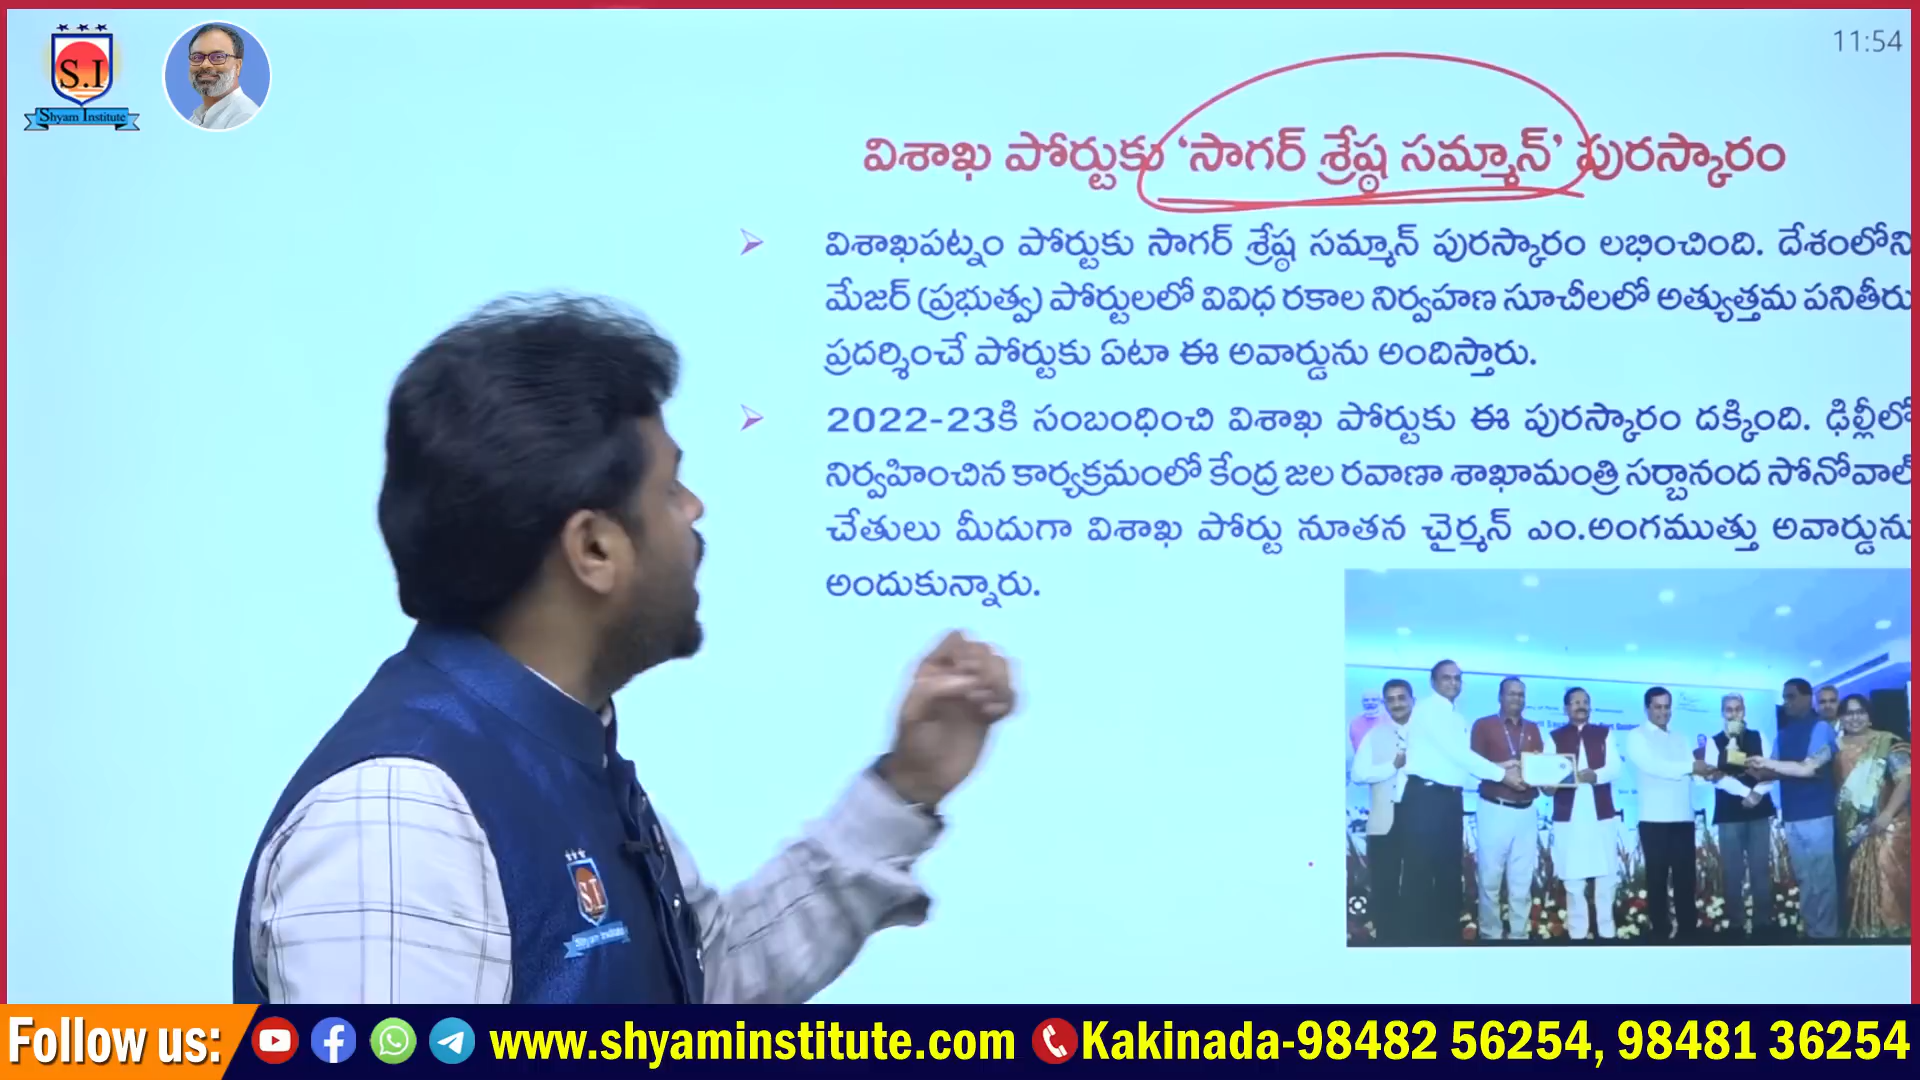 S.I
Shyam Institute
11:54
విశాఖ పోర్టుకు ‘సాగర్ శ్రేష్ఠ సమ్మాన్’ పురస్కారం
విశాఖపట్నం పోర్టుకు సాగర్ శ్రేష్ఠ సమ్మాన్ పురస్కారం లభించింది. దేశంలోని
మేజర్ (ప్రభుత్వ) పోర్టులలో వివిధ రకాల నిర్వహణ సూచీలలో అత్యుత్తమ పనితీరు
ప్రదర్శించే పోర్టుకు ఏటా ఈ అవార్డును అందిస్తారు.
2022-23కి సంబంధించి విశాఖ పోర్టుకు ఈ పురస్కారం దక్కింది. ఢిల్లీలో
నిర్వహించిన కార్యక్రమంలో కేంద్ర జల రవాణా శాఖామంత్రి సర్బానంద సోనోవాల్
చేతులు మీదుగా విశాఖ పోర్టు నూతన చైర్మన్ ఎం.అంగముత్తు అవార్డును
అందుకున్నారు.
S.I
Shyam Institute
Follow us:
www.shyaminstitute.com
Kakinada-98482 56254, 98481 36254